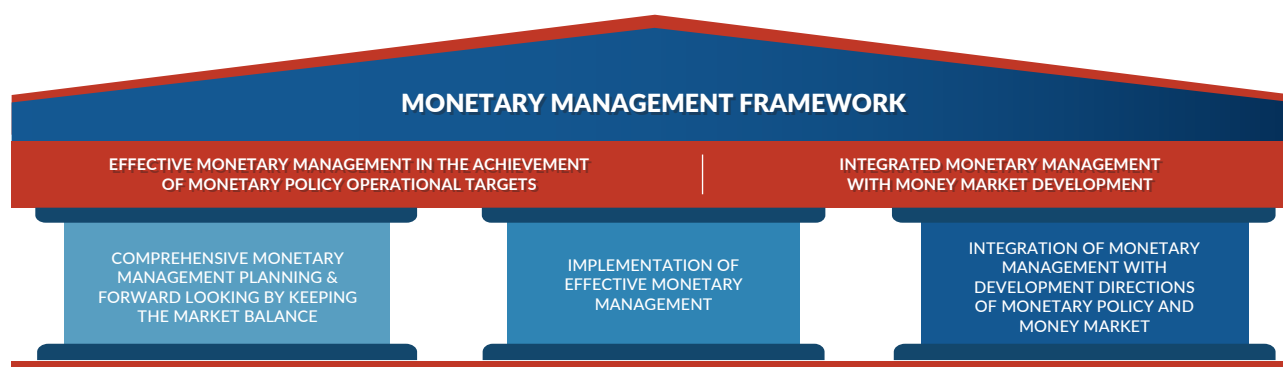 MONETARY MANAGEMENT FRAMEWORK
EFFECTIVE MONETARY MANAGEMENT IN THE ACHIEVEMENT
OF MONETARY POLICY OPERATIONAL TARGETS
INTEGRATED MONETARY MANAGEMENT
WITH MONEY MARKET DEVELOPMENT
COMPREHENSIVE MONETARY
MANAGEMENT PLANNING &
FORWARD LOOKING BY KEEPING
THE MARKET BALANCE
IMPLEMENTATION OF
EFFECTIVE MONETARY
MANAGEMENT
INTEGRATION OF MONETARY
MANAGEMENT WITH
DEVELOPMENT DIRECTIONS
OF MONETARY POLICY AND
MONEY MARKET